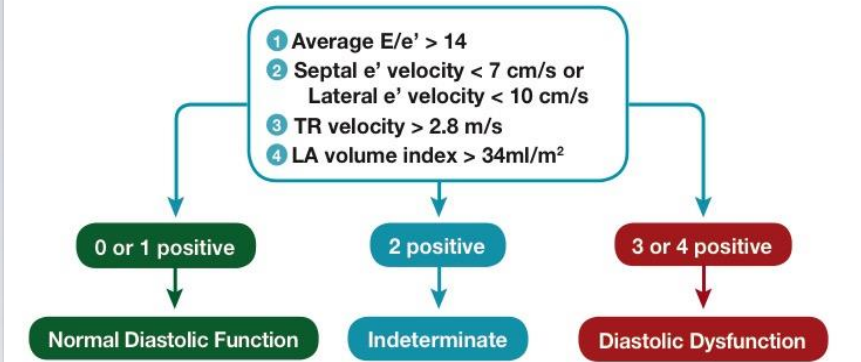 1 Average E/e’ > 14
2 Septal e’ velocity < 7 cm/s or
Lateral e’ velocity < 10 cm/s
3 TR velocity > 2.8 m/s
4 LA volume index > 34ml/m²
0 or 1 positive
2 positive
3 or 4 positive
Normal Diastolic Function
Indeterminate
Diastolic Dysfunction